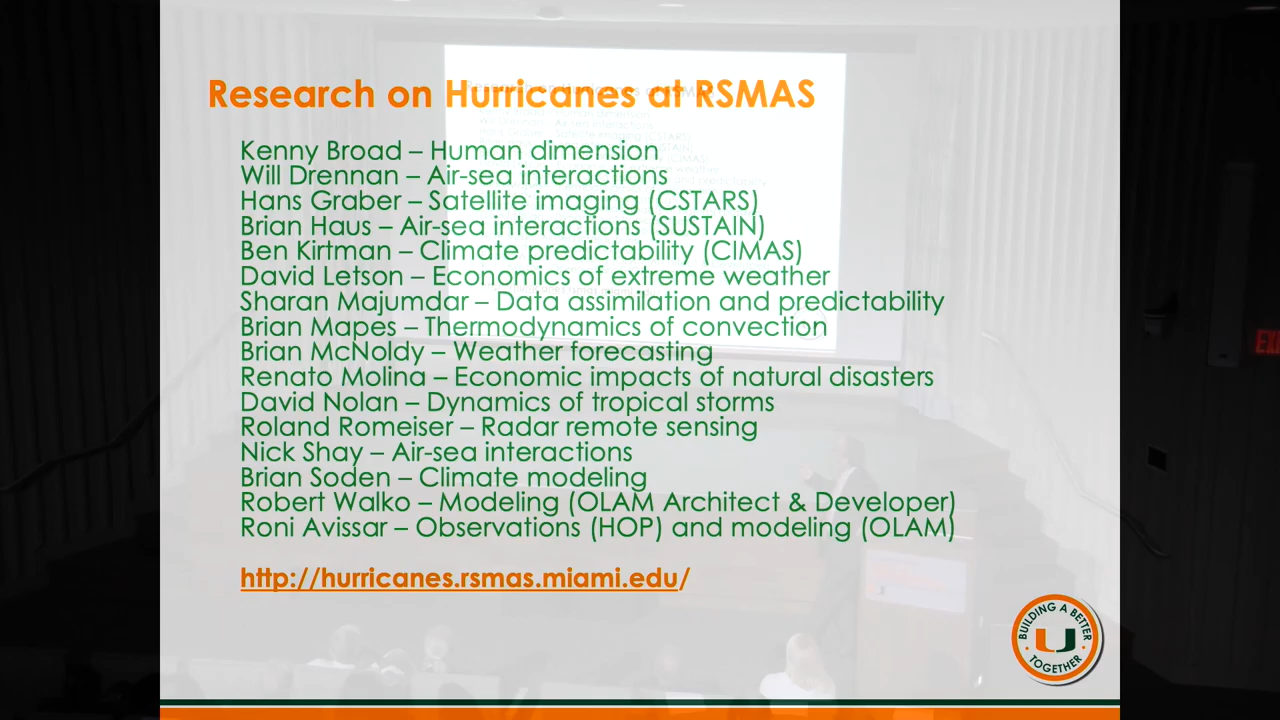 Research on Hurricanes at RSMAS
Kenny Broad – Human dimension
Will Drennan – Air-sea interactions
Hans Graber – Satellite imaging (CSTARS)
Brian Haus – Air-sea interactions (SUSTAIN)
Ben Kirtman – Climate predictability (CIMAS)
David Letson – Economics of extreme weather
Sharan Majumdar – Data assimilation and predictability
Brian Mapes – Thermodynamics of convection
Brian McNoldy – Weather forecasting
Renato Molina – Economic impacts of natural disasters
David Nolan – Dynamics of tropical storms
Roland Romeiser – Radar remote sensing
Nick Shay – Air-sea interactions
Brian Soden – Climate modeling
Robert Walko – Modeling (OLAM Architect & Developer)
Roni Avissar – Observations (HOP) and modeling (OLAM)
http://hurricanes.rsmas.miami.edu/
BUILDING A BETTER
U
TOGETHER